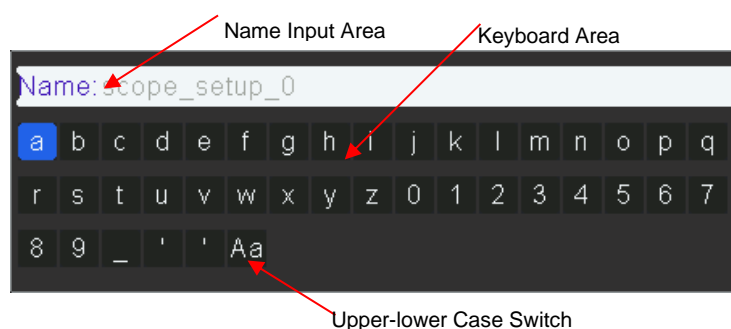 Name Input Area
Keyboard Area
Name: scope_setup_0
a b c d e f g h i j k l m n o p q
r s t u v w x y z 0 1 2 3 4 5 6 7
8 9 _ ' ' Aa
Upper-lower Case Switch